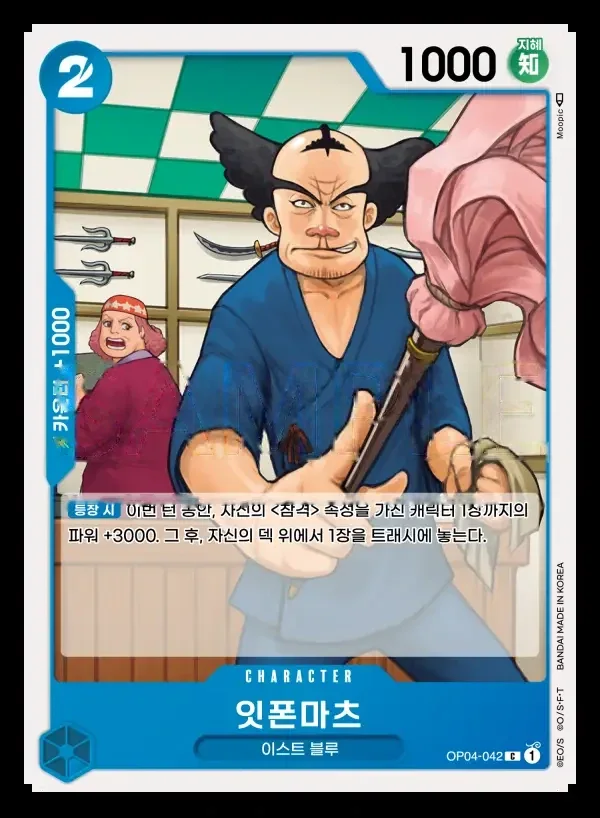 2
1000
지혜
知
Moopic
카운터 +1000
등장 시 이번 턴 동안, 자신의 <참격> 속성을 가진 캐릭터 1장까지의
파워 +3000. 그 후, 자신의 덱 위에서 1장을 트래시에 놓는다.
CHARACTER
잇폰마츠
이스트 블루
OP04-042 C 1
©EO/S ©O/S·F·T BANDAI MADE IN KOREA
SAMPLE